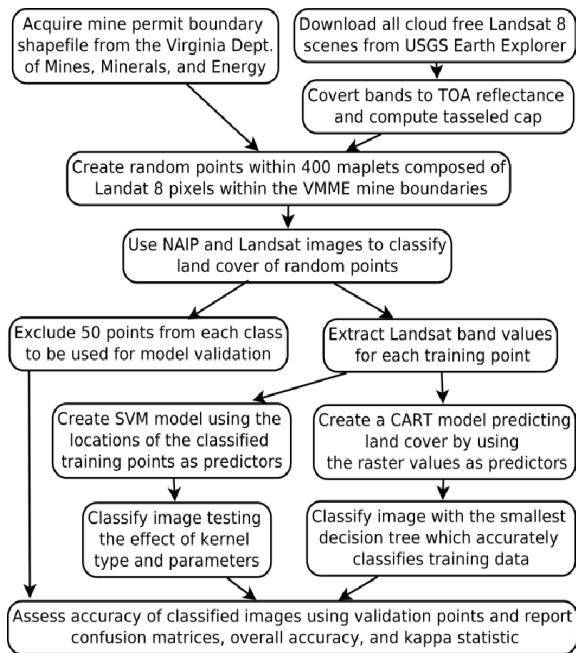 Acquire mine permit boundary
shapefile from the Virginia Dept.
of Mines, Minerals, and Energy
Download all cloud free Landsat 8
scenes from USGS Earth Explorer
Covert bands to TOA reflectance
and compute tasseled cap
Create random points within 400 maplets composed of
Landat 8 pixels within the VMME mine boundaries
Use NAIP and Landsat images to classify
land cover of random points
Exclude 50 points from each class
to be used for model validation
Extract Landsat band values
for each training point
Create SVM model using the
locations of the classified
training points as predictors
Create a CART model predicting
land cover by using
the raster values as predictors
Classify image testing
the effect of kernel
type and parameters
Classify image with the smallest
decision tree which accurately
classifies training data
Assess accuracy of classified images using validation points and report
confusion matrices, overall accuracy, and kappa statistic